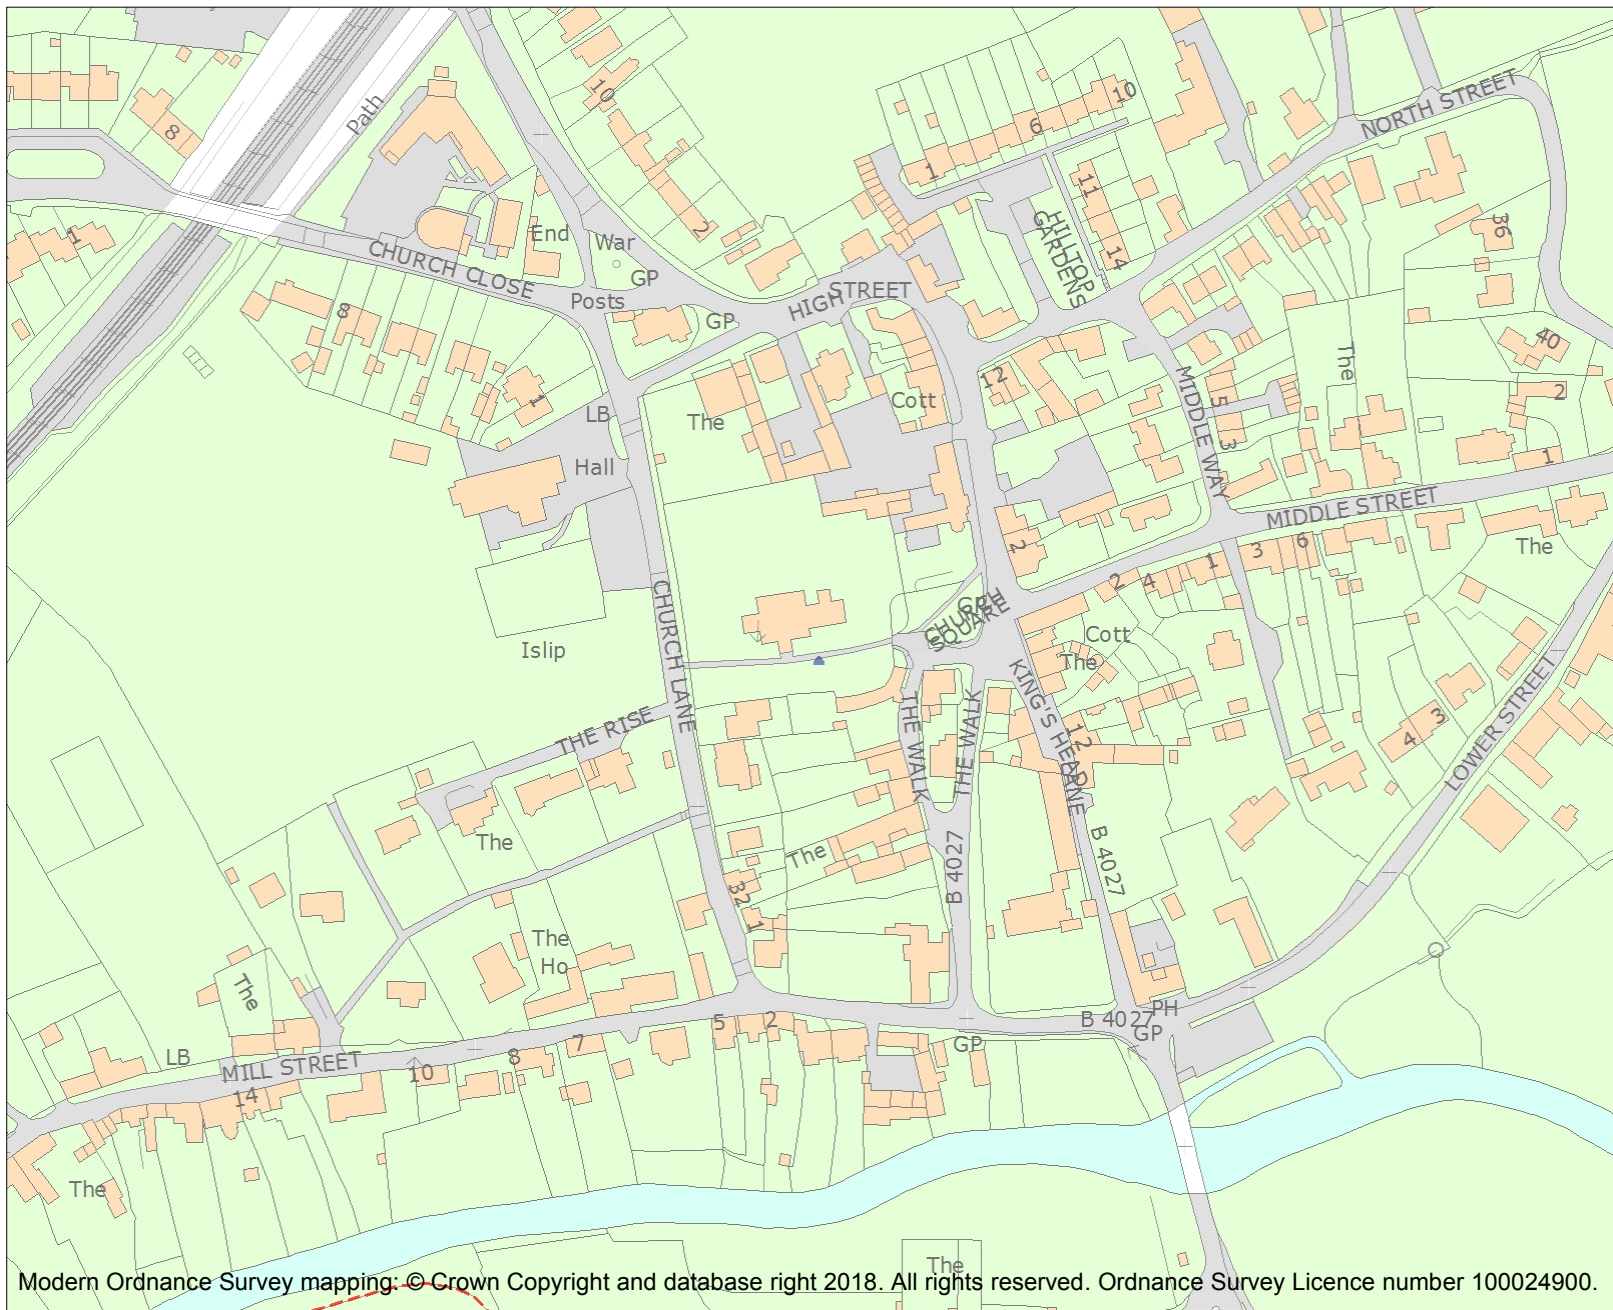 10
10
NORTH STREET
Path
8
6
1
11
HILLTOP
GARDENS
14
36
1
End
War
2
CHURCH CLOSE
GP
Posts
HIGH STREET
GP
8
The
40
12
MIDDLE WAY
5
3
2
1
LB
The
Cott
1
Hall
MIDDLE STREET
2
1
3
6
The
2
4
CHURCH LANE
GP
CHURCH
SQUARE
Cott
The
Islip
KING'S HEAD
LANE
THE RISE
THE WALK
THE WALK
12
3
4
LOWER STREET
The
The
B 4027
B 4027
32
1
The
Ho
The
B 4027
PH
GP
GP
5
2
7
8
10
LB
MILL STREET
14
The
The
Modern Ordnance Survey mapping: © Crown Copyright and database right 2018. All rights reserved. Ordnance Survey Licence number 100024900.